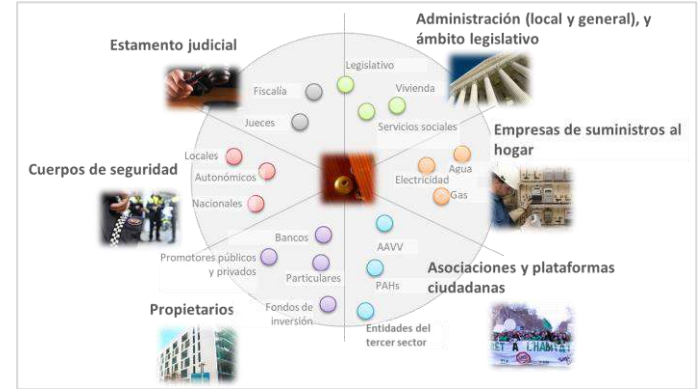 Estamento judicial
Administración (local y general), y
ámbito legislativo
Legislativo
Fiscalía
Vivienda
Jueces
Servicios sociales
Empresas de suministros al
hogar
Cuerpos de seguridad
Locales
Autonómicos
Nacionales
Agua
Electricidad
Gas
Bancos
AAVV
Promotores públicos
y privados
Particulares
PAHs
Asociaciones y plataformas
ciudadanas
Propietarios
Fondos de
inversión
Entidades del
tercer sector
A L'HABITA